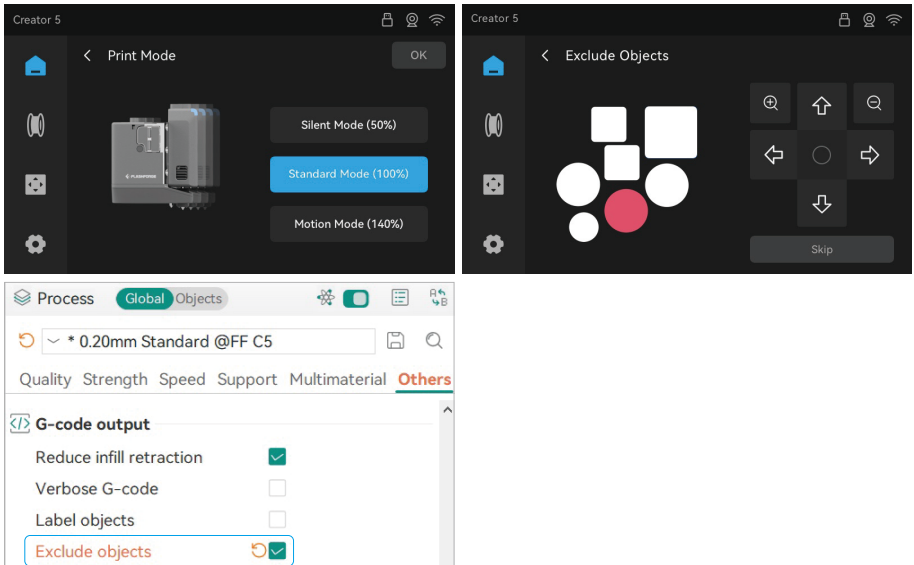 Creator 5
Print Mode
OK
FLASHFORGE
Silent Mode (50%)
Standard Mode (100%)
Motion Mode (140%)
Creator 5
Exclude Objects
Skip
Process
Global
Objects
A
B
* 0.20mm Standard @FF C5
Quality Strength Speed Support Multimaterial Others
G-code output
Reduce infill retraction
Verbose G-code
Label objects
Exclude objects